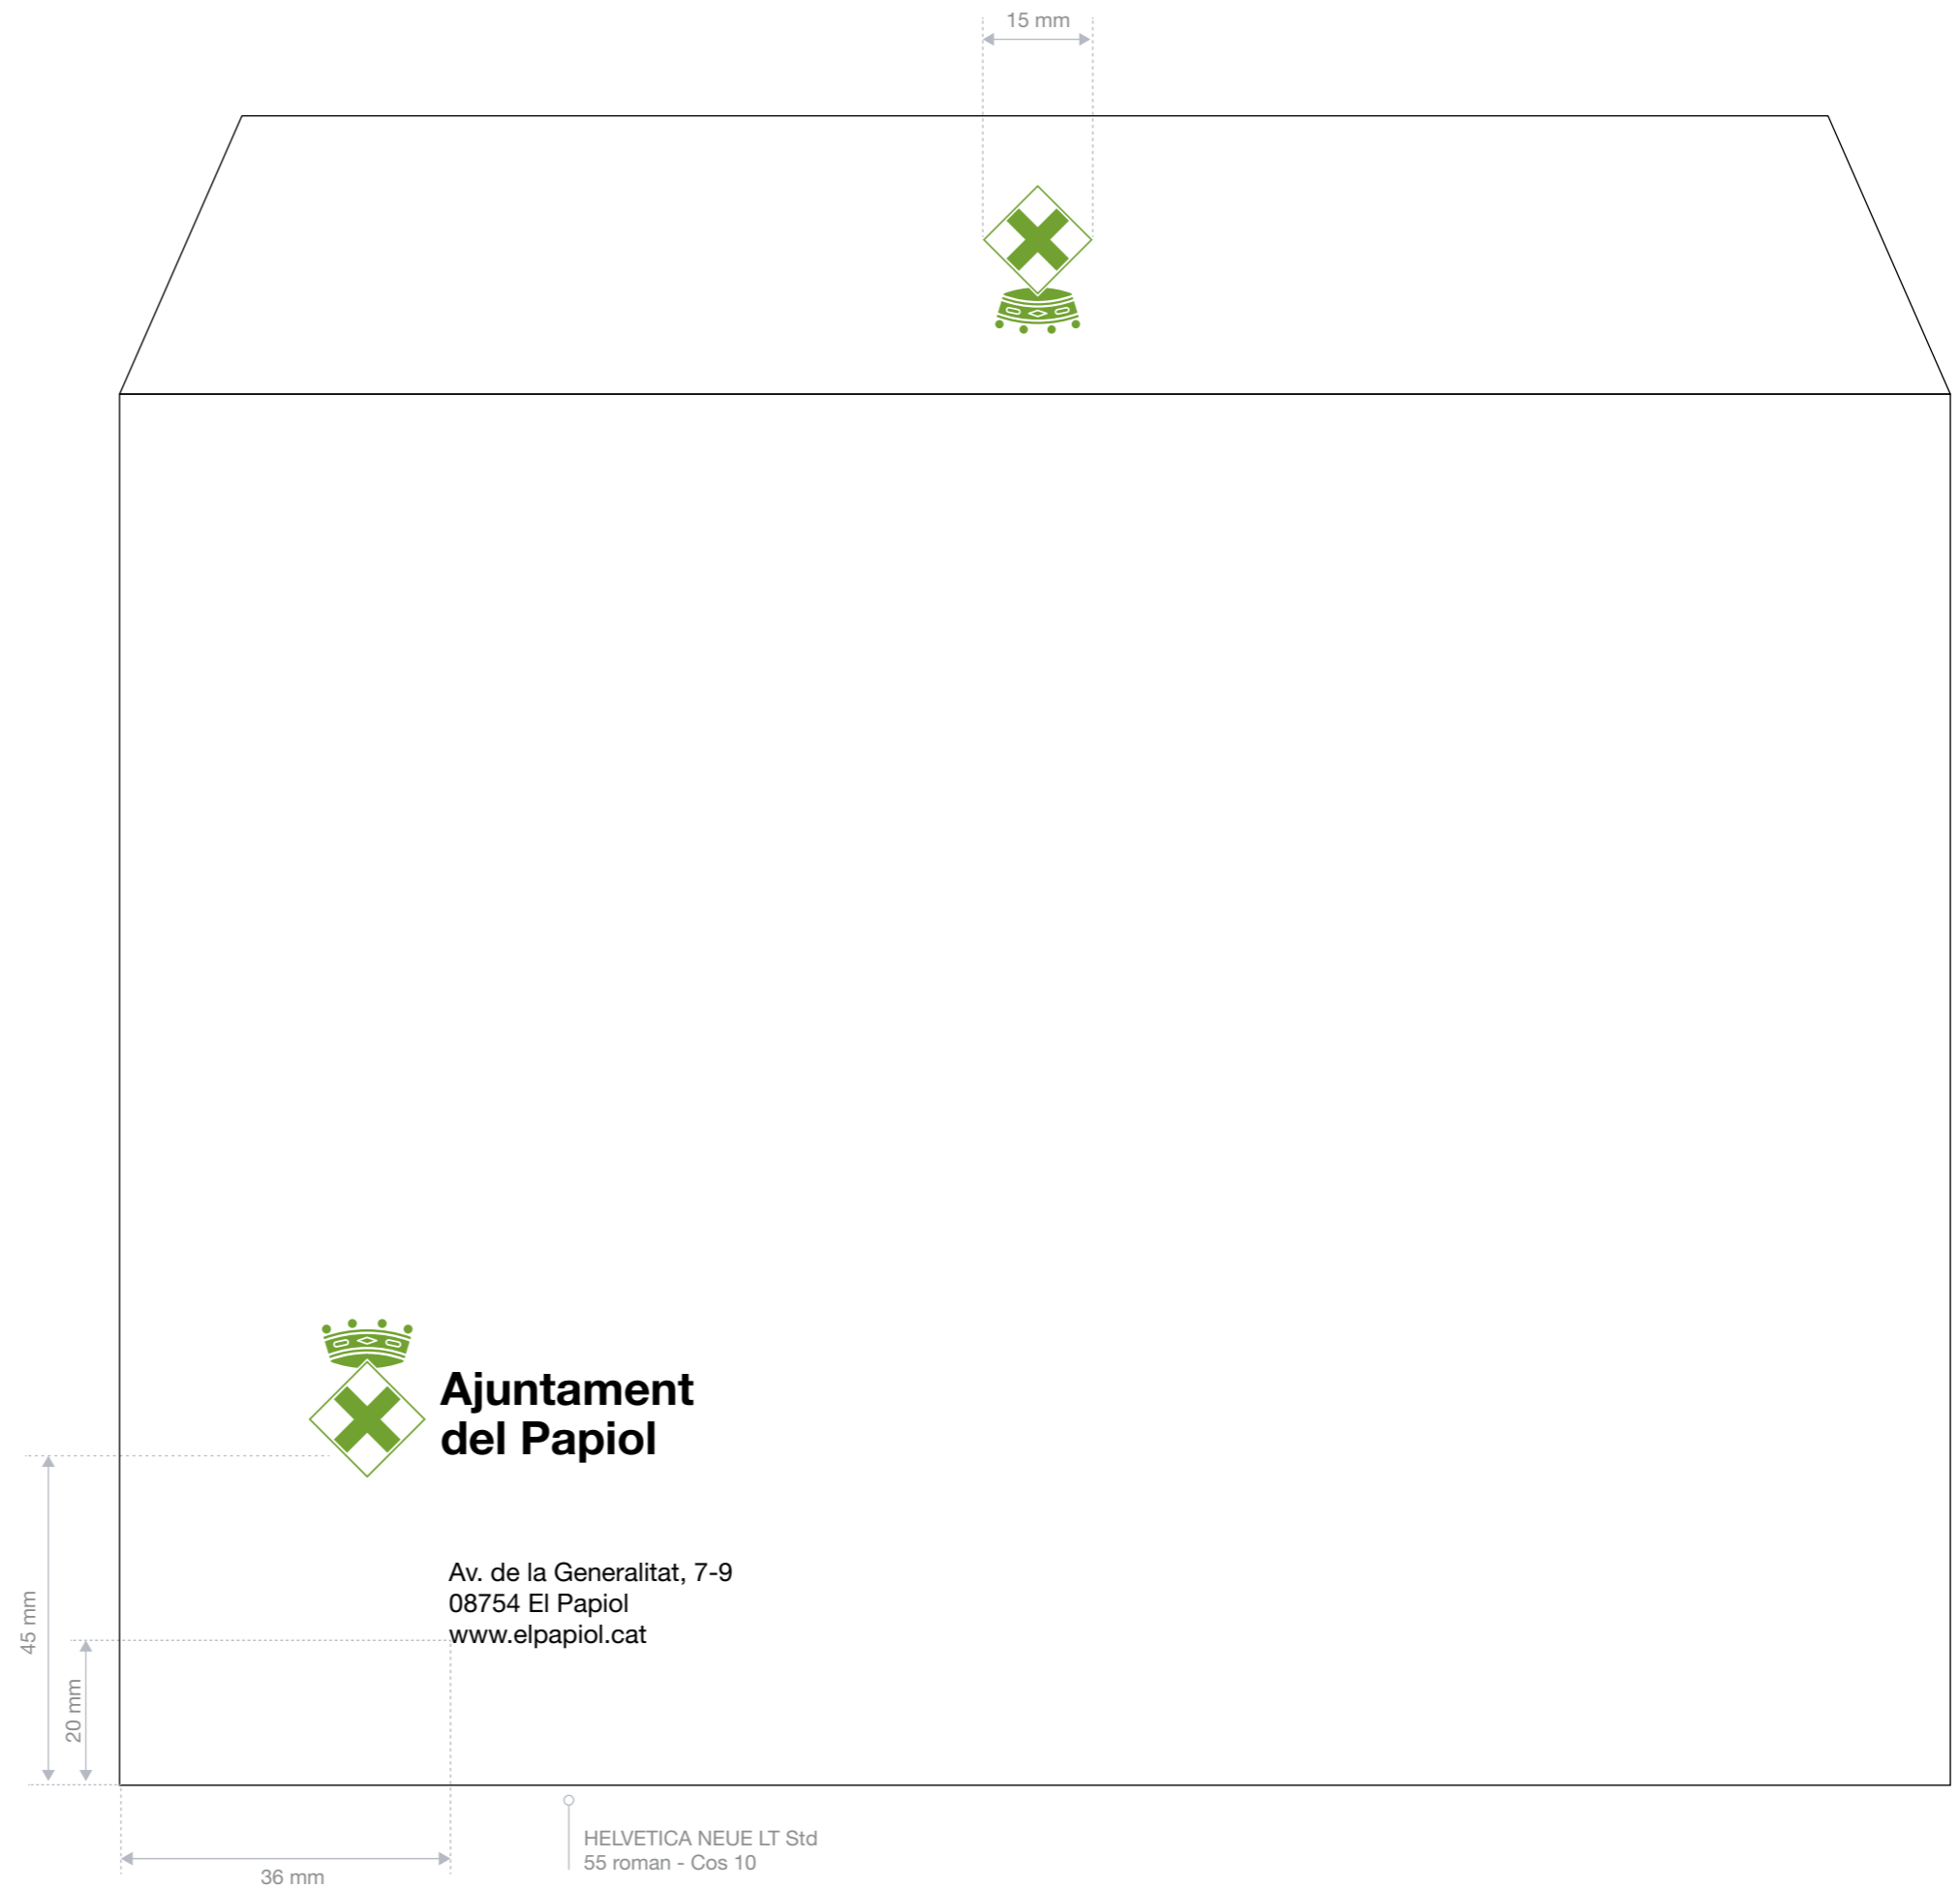 15 mm
Ajuntament
del Papiol
Av. de la Generalitat, 7-9
08754 El Papiol
www.elpapiol.cat
45 mm
20 mm
36 mm
HELVETICA NEUE LT Std
55 roman - Cos 10